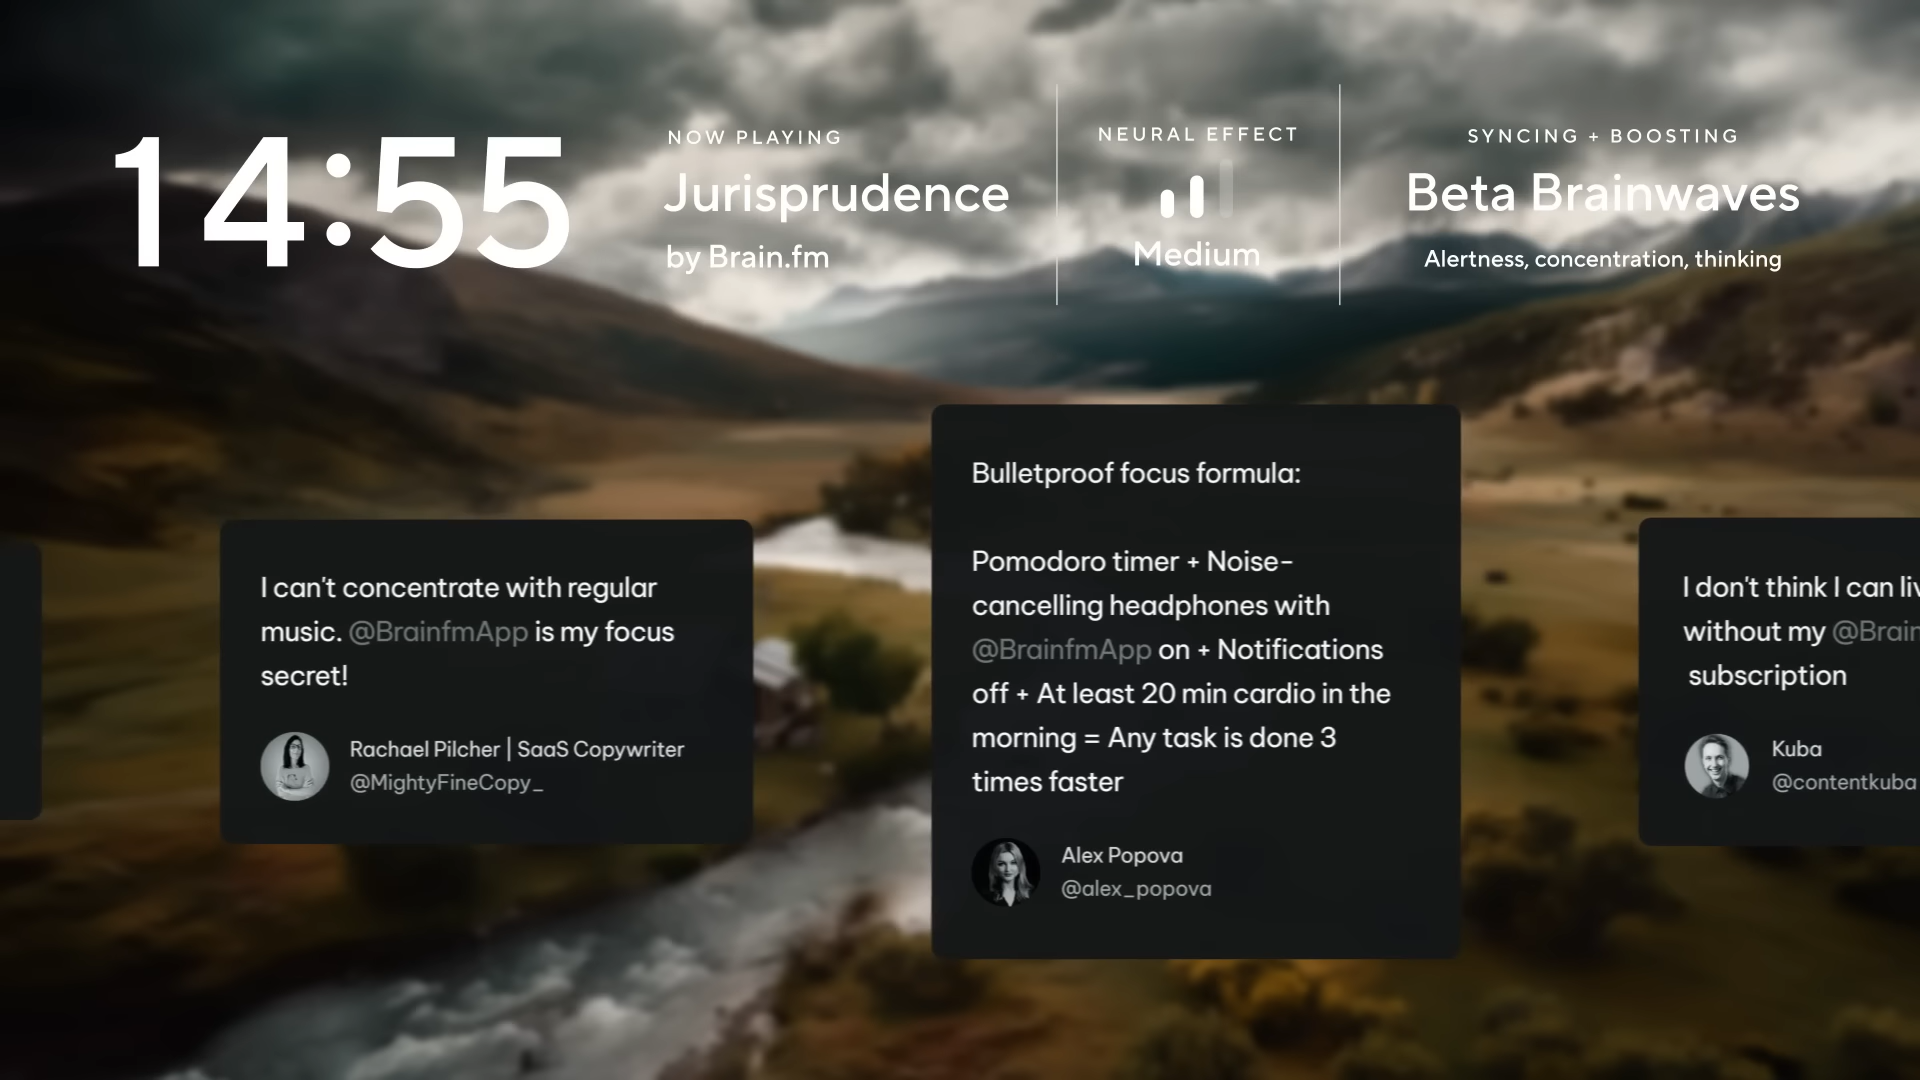 14:55
NOW PLAYING
Jurisprudence
by Brain.fm
NEURAL EFFECT
Medium
SYNCING + BOOSTING
Beta Brainwaves
Alertness, concentration, thinking
I can't concentrate with regular
music. @BrainfmApp is my focus
secret!
Rachael Pilcher | SaaS Copywriter
@MightyFineCopy_
Bulletproof focus formula:
Pomodoro timer + Noise-
cancelling headphones with
@BrainfmApp on + Notifications
off + At least 20 min cardio in the
morning = Any task is done 3
times faster
Alex Popova
@alex_popova
I don't think I can
without my
subscription
Kuba
@contentkuba